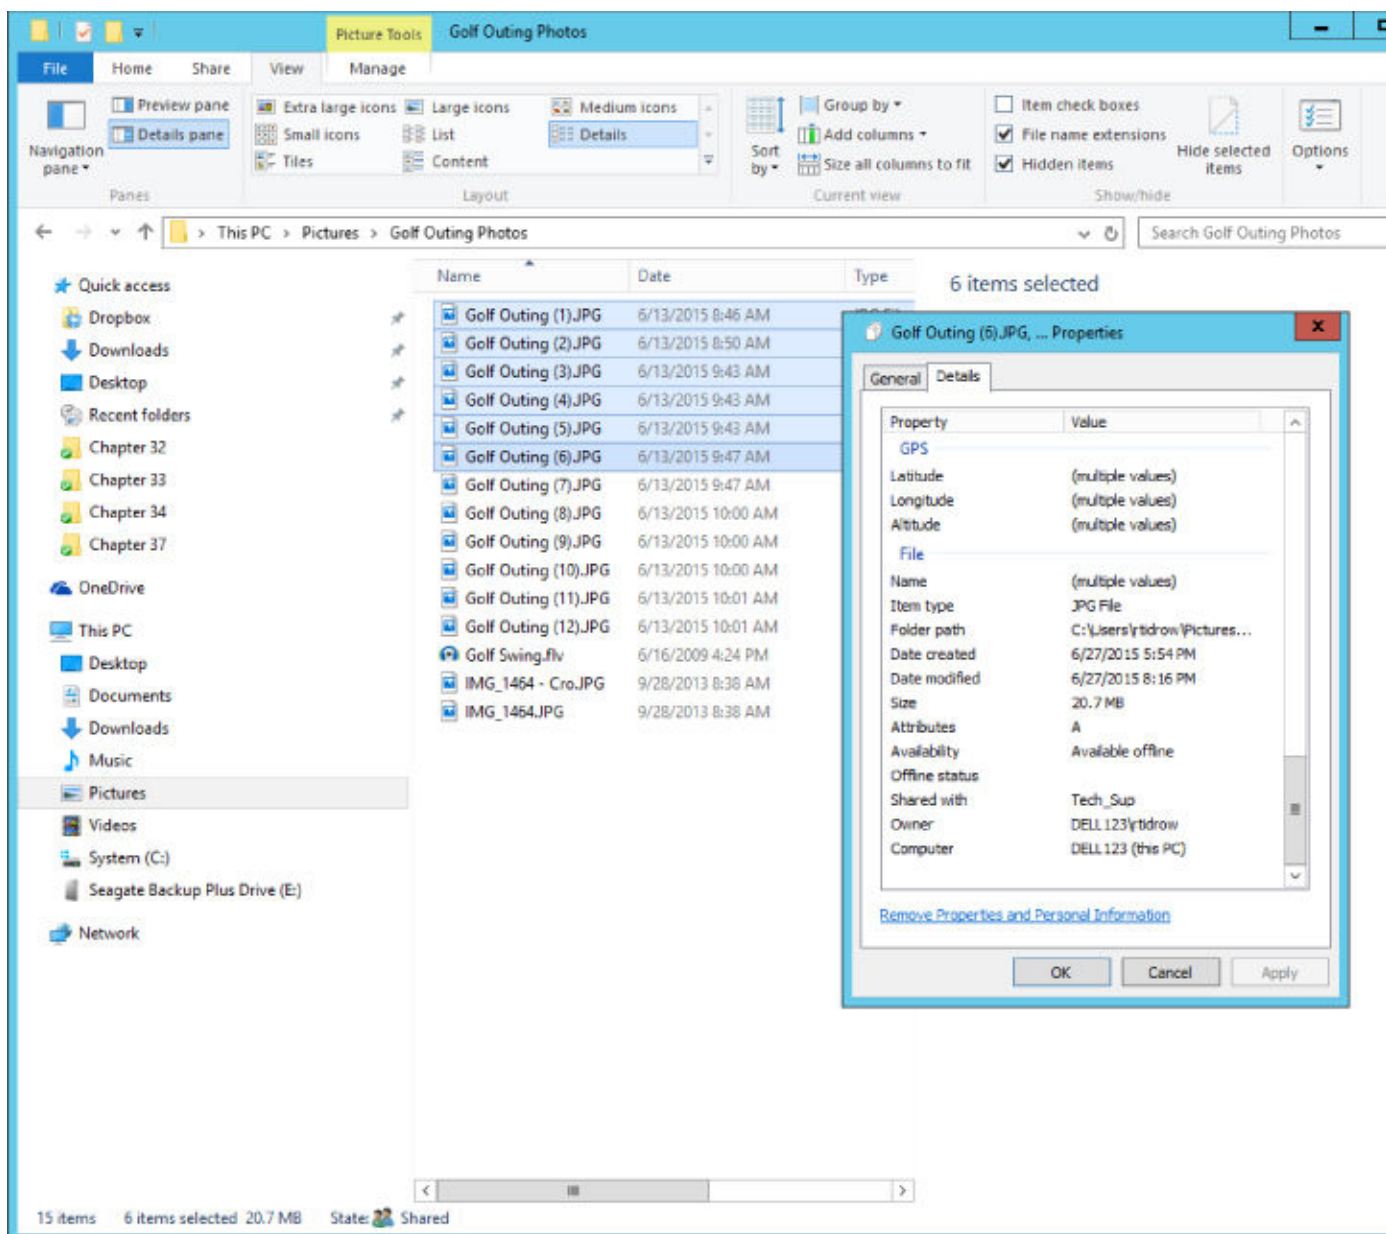 Picture Tools Golf Outing Photos
File Home Share View Manage
Navigation pane
Preview pane
Details pane
Panes
Extra large icons Large icons Medium icons
Small icons List Details
Tiles Content
Layout
Sort by
Group by
Add columns
Size all columns to fit
Current view
Item check boxes
File name extensions
Hidden items
Hide selected items
Show/hide
Options
This PC > Pictures > Golf Outing Photos
Search Golf Outing Photos
Quick access
Dropbox
Downloads
Desktop
Recent folders
Chapter 32
Chapter 33
Chapter 34
Chapter 37
OneDrive
This PC
Desktop
Documents
Downloads
Music
Pictures
Videos
System (C:)
Seagate Backup Plus Drive (E:)
Network
Name Date Type
Golf Outing (1).JPG 6/13/2015 8:46 AM
Golf Outing (2).JPG 6/13/2015 8:50 AM
Golf Outing (3).JPG 6/13/2015 9:43 AM
Golf Outing (4).JPG 6/13/2015 9:43 AM
Golf Outing (5).JPG 6/13/2015 9:43 AM
Golf Outing (6).JPG 6/13/2015 9:47 AM
Golf Outing (7).JPG 6/13/2015 9:47 AM
Golf Outing (8).JPG 6/13/2015 10:00 AM
Golf Outing (9).JPG 6/13/2015 10:00 AM
Golf Outing (10).JPG 6/13/2015 10:00 AM
Golf Outing (11).JPG 6/13/2015 10:01 AM
Golf Outing (12).JPG 6/13/2015 10:01 AM
Golf Swing.flv 6/16/2009 4:24 PM
IMG_1464 - Cro.JPG 9/28/2013 8:38 AM
IMG_1464.JPG 9/28/2013 8:38 AM
6 items selected
Golf Outing (6).JPG, ... Properties
General Details
Property Value
GPS
Latitude (multiple values)
Longitude (multiple values)
Altitude (multiple values)
File
Name (multiple values)
Item type JPG File
Folder path C:\Users\rtidrow\Pictures...
Date created 6/27/2015 5:54 PM
Date modified 6/27/2015 8:16 PM
Size 20.7 MB
Attributes A
Availability Available offline
Offline status
Shared with Tech_Sup
Owner DELL123\rtidrow
Computer DELL123 (this PC)
Remove Properties and Personal Information
OK Cancel Apply
15 items 6 items selected 20.7 MB State: Shared